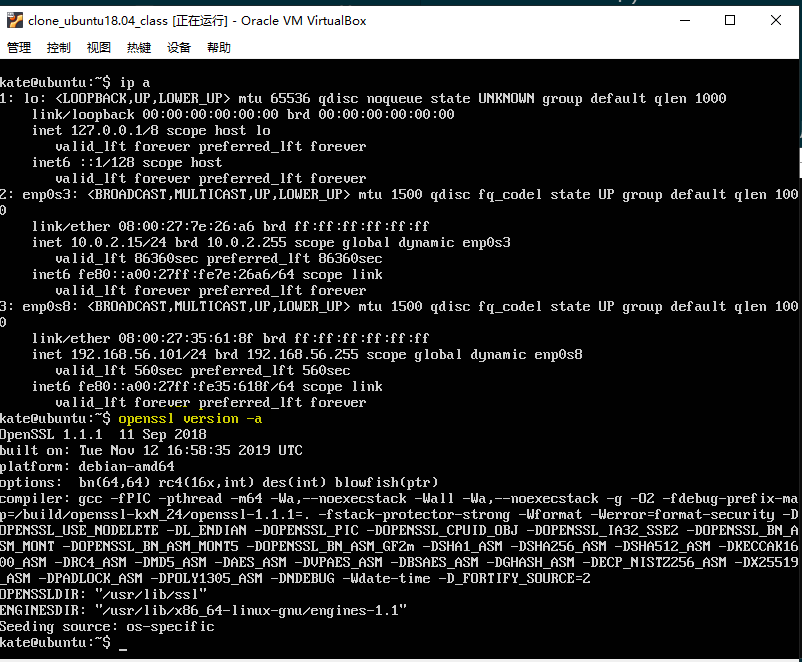 clone_ubuntu18.04_class [正在运行] - Oracle VM VirtualBox
管理 控制 视图 热键 设备 帮助
kate@ubuntu:~$ ip a
1: lo: <LOOPBACK,UP,LOWER_UP> mtu 65536 qdisc noqueue state UNKNOWN group default qlen 1000
link/loopback 00:00:00:00:00:00 brd 00:00:00:00:00:00
inet 127.0.0.1/8 scope host lo
valid_lft forever preferred_lft forever
inet6 ::1/128 scope host
valid_lft forever preferred_lft forever
2: enp0s3: <BROADCAST,MULTICAST,UP,LOWER_UP> mtu 1500 qdisc fq_codel state UP group default qlen 100
0
link/ether 08:00:27:7e:26:a6 brd ff:ff:ff:ff:ff:ff
inet 10.0.2.15/24 brd 10.0.2.255 scope global dynamic enp0s3
valid_lft 86360sec preferred_lft 86360sec
inet6 fe80::a00:27ff:fe7e:26a6/64 scope link
valid_lft forever preferred_lft forever
3: enp0s8: <BROADCAST,MULTICAST,UP,LOWER_UP> mtu 1500 qdisc fq_codel state UP group default qlen 100
0
link/ether 08:00:27:35:61:8f brd ff:ff:ff:ff:ff:ff
inet 192.168.56.101/24 brd 192.168.56.255 scope global dynamic enp0s8
valid_lft 560sec preferred_lft 560sec
inet6 fe80::a00:27ff:fe35:618f/64 scope link
valid_lft forever preferred_lft forever
kate@ubuntu:~$ openssl version -a
OpenSSL 1.1.1  11 Sep 2018
built on: Tue Nov 12 16:58:35 2019 UTC
platform: debian-amd64
options:  bn(64,64) rc4(16x,int) des(int) blowfish(ptr)
compiler: gcc -fPIC -pthread -m64 -Wa,--noexecstack -Wall -Wa,--noexecstack -g -O2 -fdebug-prefix-ma
p=/build/openssl-kxN_24/openssl-1.1.1=. -fstack-protector-strong -Wformat -Werror=format-security -D
OPENSSL_USE_NODELETE -DL_ENDIAN -DOPENSSL_PIC -DOPENSSL_CPUID_OBJ -DOPENSSL_IA32_SSE2 -DOPENSSL_BN_A
SM_MONT -DOPENSSL_BN_ASM_MONT5 -DOPENSSL_BN_ASM_GF2m -DSHA1_ASM -DSHA256_ASM -DSHA512_ASM -DKECCAK16
00_ASM -DRC4_ASM -DMD5_ASM -DAES_ASM -DVPAES_ASM -DBSAES_ASM -DGHASH_ASM -DECP_NISTZ256_ASM -DX25519
_ASM -DPADLOCK_ASM -DPOLY1305_ASM -DNDEBUG -Wdate-time -D_FORTIFY_SOURCE=2
OPENSSLDIR: "/usr/lib/ssl"
ENGINESDIR: "/usr/lib/x86_64-linux-gnu/engines-1.1"
Seeding source: os-specific
kate@ubuntu:~$ _